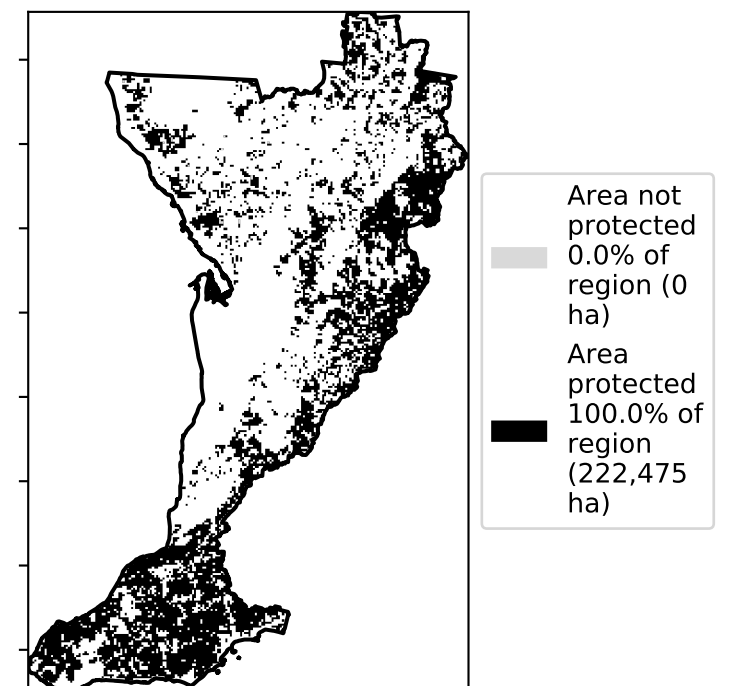 Area not
protected
0.0% of
region (0
ha)
Area
protected
100.0% of
region
(222,475
ha)